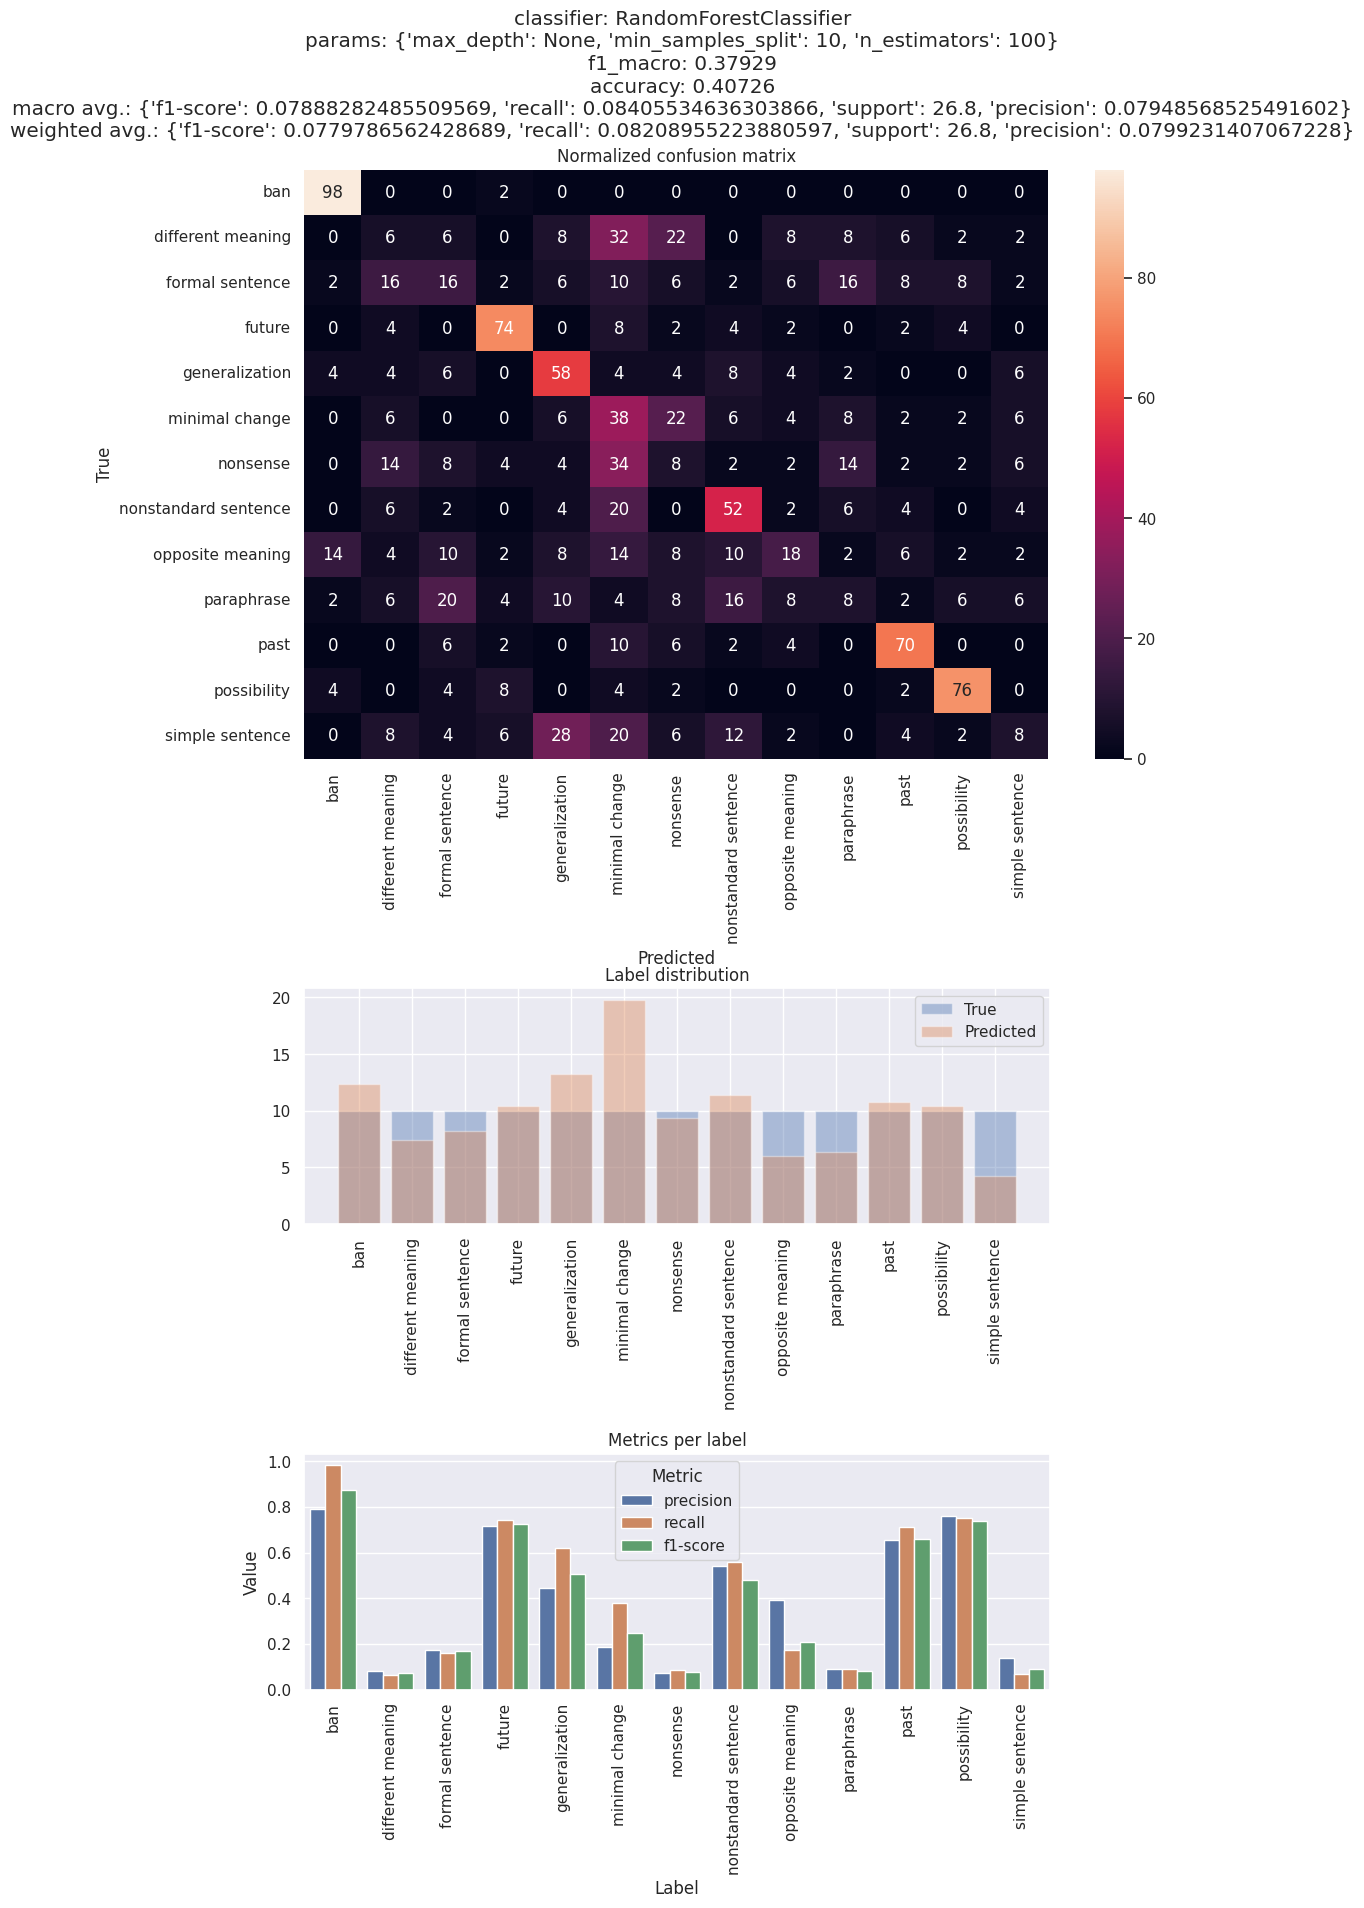 classifier: RandomForestClassifier
params: {'max_depth': None, 'min_samples_split': 10, 'n_estimators': 100}
f1_macro: 0.37929
accuracy: 0.40726
macro avg.: {'f1-score': 0.07888282485509569, 'recall': 0.08405534636303866, 'support': 26.8, 'precision': 0.07948568525491602}
weighted avg.: {'f1-score': 0.0779786562428689, 'recall': 0.08208955223880597, 'support': 26.8, 'precision': 0.0799231407067228}
Normalized confusion matrix
True
ban 98 0 0 2 0 0 0 0 0 0 0 0 0
different meaning 0 6 6 0 8 32 22 0 8 8 6 2 2
formal sentence 2 16 16 2 6 10 6 2 6 16 8 8 2
future 0 4 0 74 0 8 2 4 2 0 2 4 0
generalization 4 4 6 0 58 4 4 8 4 2 0 0 6
minimal change 0 6 0 0 6 38 22 6 4 8 2 2 6
nonsense 0 14 8 4 4 34 8 2 2 14 2 2 6
nonstandard sentence 0 6 2 0 4 20 0 52 2 6 4 0 4
opposite meaning 14 4 10 2 8 14 8 10 18 2 6 2 2
paraphrase 2 6 20 4 10 4 8 16 8 8 2 6 6
past 0 0 6 2 0 10 6 2 4 0 70 0 0
possibility 4 0 4 8 0 4 2 0 0 0 2 76 0
simple sentence 0 8 4 6 28 20 6 12 2 0 4 2 8
80
60
40
20
0
ban different meaning formal sentence future generalization minimal change nonsense nonstandard sentence opposite meaning paraphrase past possibility simple sentence
Predicted
Label distribution
True
Predicted
20
15
10
5
0
ban different meaning formal sentence future generalization minimal change nonsense nonstandard sentence opposite meaning paraphrase past possibility simple sentence
Metrics per label
Metric
precision
recall
f1-score
Value
1.0
0.8
0.6
0.4
0.2
0.0
ban different meaning formal sentence future generalization minimal change nonsense nonstandard sentence opposite meaning paraphrase past possibility simple sentence
Label